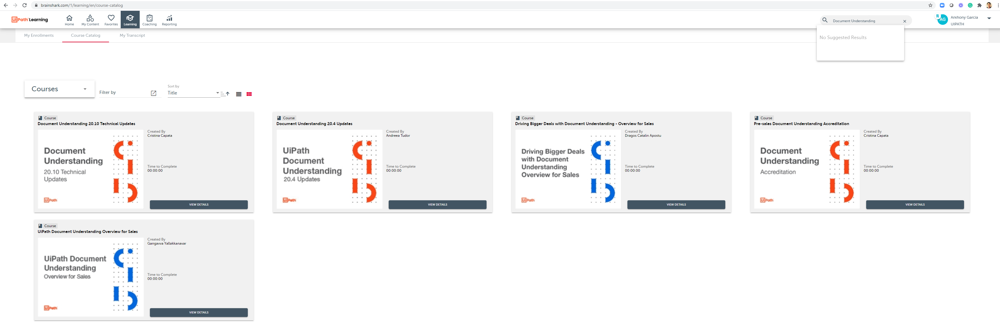 brainshark.com/1/learning/en/course-catalog
UiPath Learning
Home
My Content
Favorites
Learning
Coaching
Reporting
Document Understanding
AG
Anthony Garcia
UIPATH
My Enrollments
Course Catalog
My Transcript
No Suggested Results
Courses
Filter by
Sort by
Title
Course
Document Understanding 20.10 Technical Updates
Document
Understanding
20.10 Technical
Updates
UiPath
Created By
Cristina Capata
Time to Complete
00:00:00
VIEW DETAILS
Course
Document Understanding 20.4 Updates
UiPath
Document
Understanding
20.4 Updates
UiPath
Created By
Andreea Tudor
Time to Complete
00:00:00
VIEW DETAILS
Course
Driving Bigger Deals with Document Understanding - Overview for Sales
Driving Bigger Deals
with Document
Understanding
Overview for Sales
UiPath
Created By
Dragos Catalin Apostu
Time to Complete
00:00:00
VIEW DETAILS
Course
Pre-sales Document Understanding Accreditation
Document
Understanding
Accreditation
UiPath
Created By
Cristina Capata
Time to Complete
00:00:00
VIEW DETAILS
Course
UiPath Document Understanding Overview for Sales
UiPath Document
Understanding
Overview for Sales
UiPath
Created By
Gangavva Yallakkanavar
Time to Complete
00:00:00
VIEW DETAILS